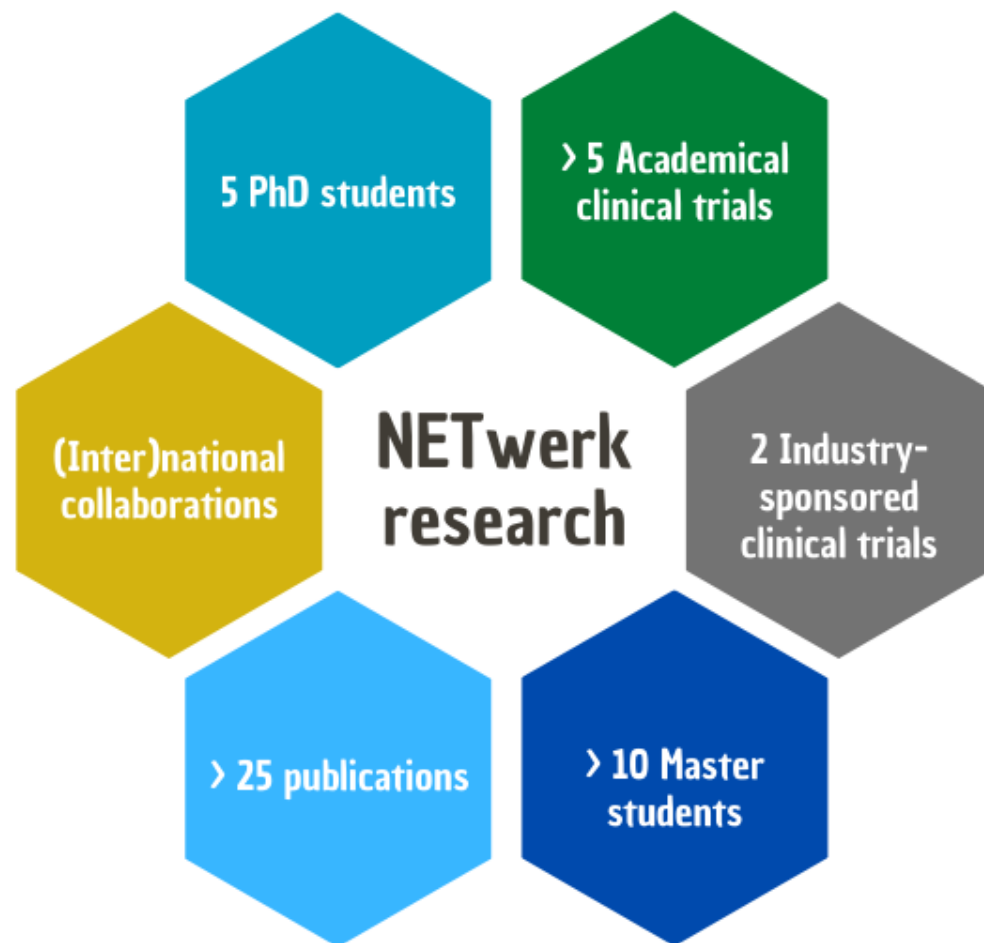 5 PhD students
> 5 Academical
clinical trials
(Inter)national
collaborations
NETwerk
research
2 Industry-
sponsored
clinical trials
> 25 publications
> 10 Master
students